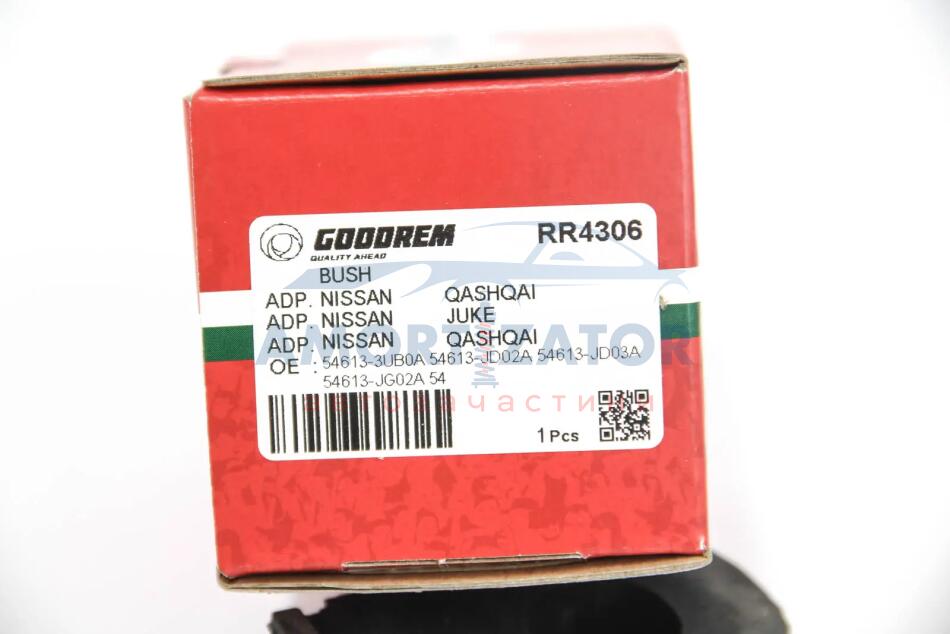 GOODREM RR4306
QUALITY AHEAD
BUSH
ADP. NISSAN QASHQAI
ADP. NISSAN JUKE
ADP. NISSAN QASHQAI
OE : 54613-3UB0A 54613-JD02A 54613-JD03A
54613-JG02A 54
1 Pcs
AMORTIZATOR
автозапчастини